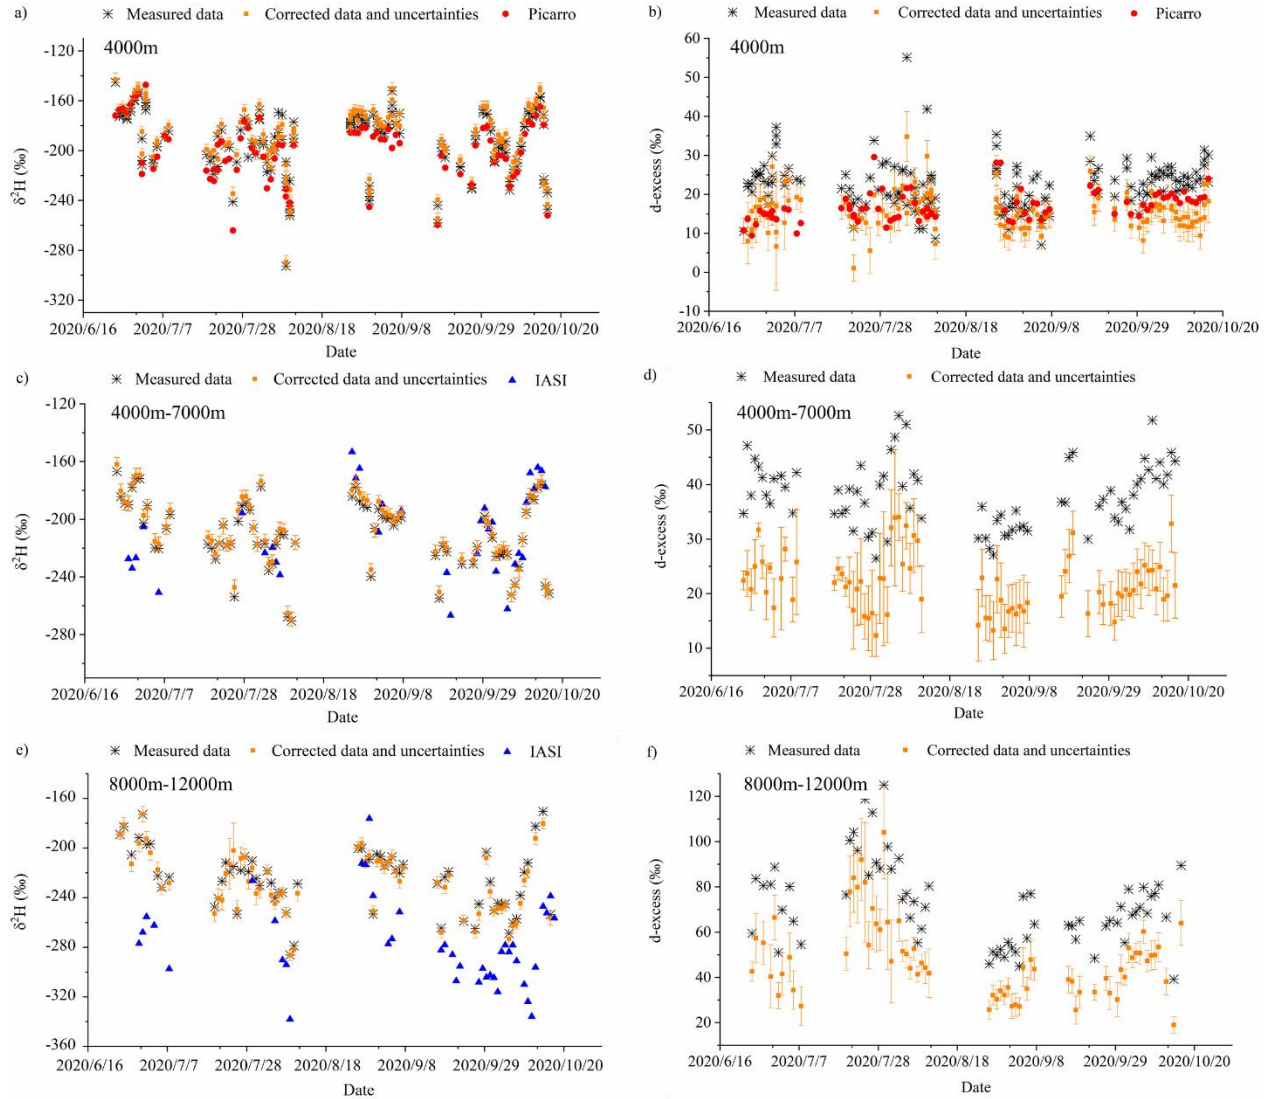 a)
Measured data
Corrected data and uncertainties
Picarro
4000m
-120
-160
-200
-240
-280
-320
δ²H (‰)
2020/6/16 2020/7/7 2020/7/28 2020/8/18 2020/9/8 2020/9/29 2020/10/20
Date
b)
Measured data
Corrected data and uncertainties
Picarro
4000m
60
50
40
30
20
10
0
-10
d-excess (‰)
2020/6/16 2020/7/7 2020/7/28 2020/8/18 2020/9/8 2020/9/29 2020/10/20
Date
c)
Measured data
Corrected data and uncertainties
IASI
4000m-7000m
-120
-160
-200
-240
-280
δ²H (‰)
2020/6/16 2020/7/7 2020/7/28 2020/8/18 2020/9/8 2020/9/29 2020/10/20
Date
d)
Measured data
Corrected data and uncertainties
4000m-7000m
50
40
30
20
10
d-excess (‰)
2020/6/16 2020/7/7 2020/7/28 2020/8/18 2020/9/8 2020/9/29 2020/10/20
Date
e)
Measured data
Corrected data and uncertainties
IASI
8000m-12000m
-160
-200
-240
-280
-320
-360
δ²H (‰)
2020/6/16 2020/7/7 2020/7/28 2020/8/18 2020/9/8 2020/9/29 2020/10/20
Date
f)
Measured data
Corrected data and uncertainties
8000m-12000m
120
100
80
60
40
20
d-excess (‰)
2020/6/16 2020/7/7 2020/7/28 2020/8/18 2020/9/8 2020/9/29 2020/10/20
Date